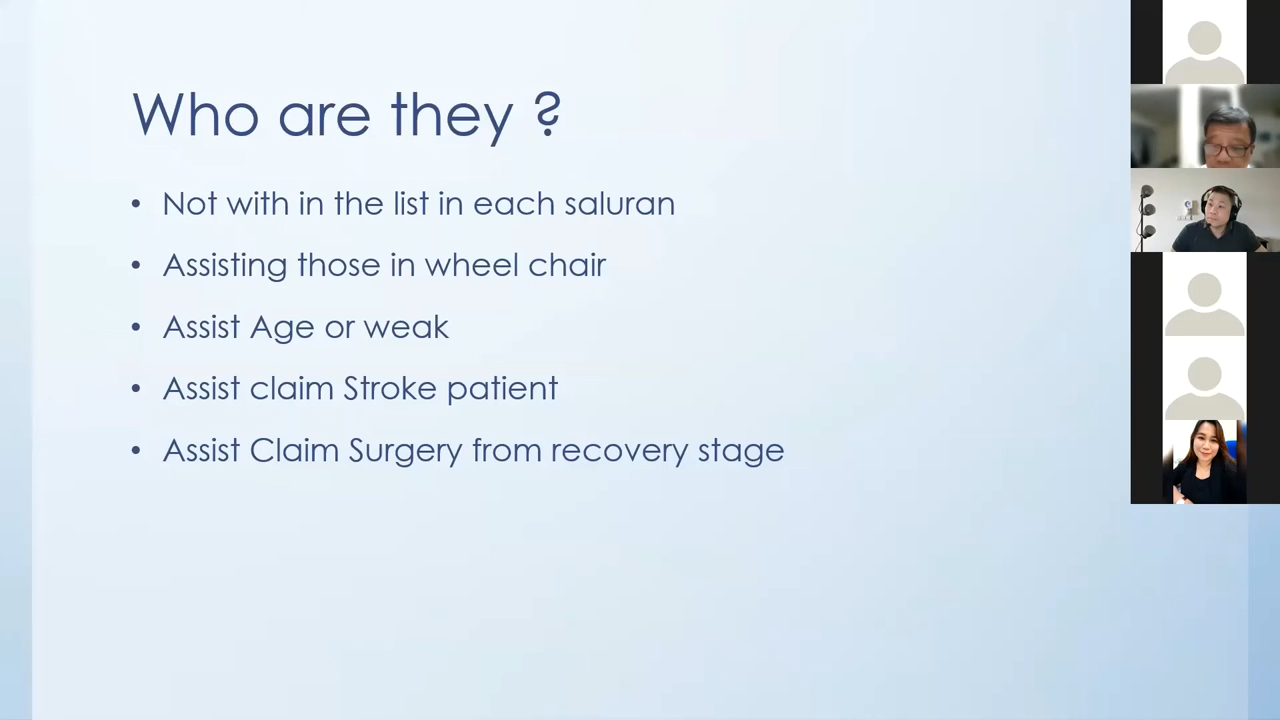 Who are they ?
• Not with in the list in each saluran
• Assisting those in wheel chair
• Assist Age or weak
• Assist claim Stroke patient
• Assist Claim Surgery from recovery stage